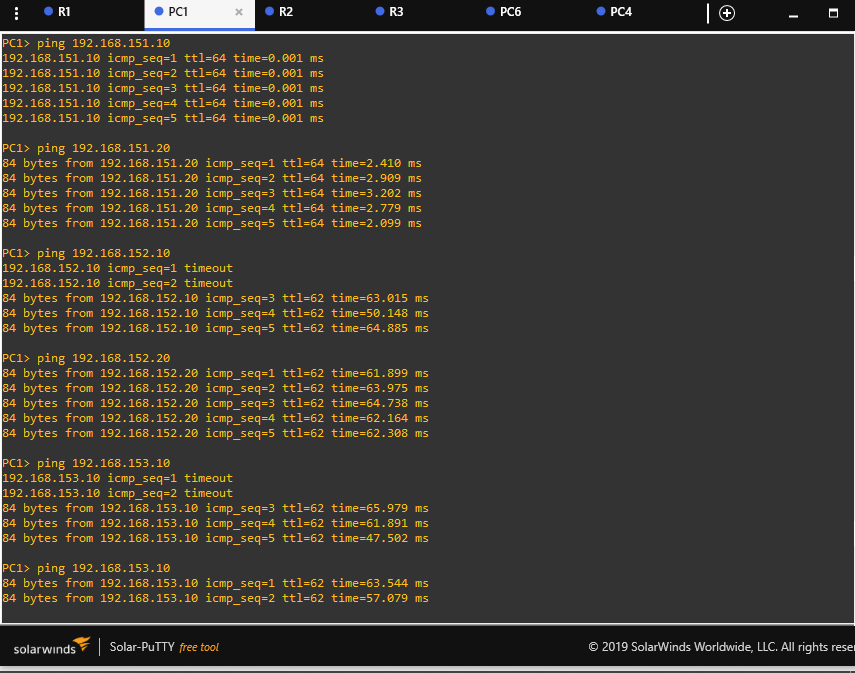 R1
PC1
R2
R3
PC6
PC4
PC1> ping 192.168.151.10
192.168.151.10 icmp_seq=1 ttl=64 time=0.001 ms
192.168.151.10 icmp_seq=2 ttl=64 time=0.001 ms
192.168.151.10 icmp_seq=3 ttl=64 time=0.001 ms
192.168.151.10 icmp_seq=4 ttl=64 time=0.001 ms
192.168.151.10 icmp_seq=5 ttl=64 time=0.001 ms
PC1> ping 192.168.151.20
84 bytes from 192.168.151.20 icmp_seq=1 ttl=64 time=2.410 ms
84 bytes from 192.168.151.20 icmp_seq=2 ttl=64 time=2.909 ms
84 bytes from 192.168.151.20 icmp_seq=3 ttl=64 time=3.202 ms
84 bytes from 192.168.151.20 icmp_seq=4 ttl=64 time=2.779 ms
84 bytes from 192.168.151.20 icmp_seq=5 ttl=64 time=2.099 ms
PC1> ping 192.168.152.10
192.168.152.10 icmp_seq=1 timeout
192.168.152.10 icmp_seq=2 timeout
84 bytes from 192.168.152.10 icmp_seq=3 ttl=62 time=63.015 ms
84 bytes from 192.168.152.10 icmp_seq=4 ttl=62 time=50.148 ms
84 bytes from 192.168.152.10 icmp_seq=5 ttl=62 time=64.885 ms
PC1> ping 192.168.152.20
84 bytes from 192.168.152.20 icmp_seq=1 ttl=62 time=61.899 ms
84 bytes from 192.168.152.20 icmp_seq=2 ttl=62 time=63.975 ms
84 bytes from 192.168.152.20 icmp_seq=3 ttl=62 time=64.738 ms
84 bytes from 192.168.152.20 icmp_seq=4 ttl=62 time=62.164 ms
84 bytes from 192.168.152.20 icmp_seq=5 ttl=62 time=62.308 ms
PC1> ping 192.168.153.10
192.168.153.10 icmp_seq=1 timeout
192.168.153.10 icmp_seq=2 timeout
84 bytes from 192.168.153.10 icmp_seq=3 ttl=62 time=65.979 ms
84 bytes from 192.168.153.10 icmp_seq=4 ttl=62 time=61.891 ms
84 bytes from 192.168.153.10 icmp_seq=5 ttl=62 time=47.502 ms
PC1> ping 192.168.153.10
84 bytes from 192.168.153.10 icmp_seq=1 ttl=62 time=63.544 ms
84 bytes from 192.168.153.10 icmp_seq=2 ttl=62 time=57.079 ms
solarwinds
Solar-PuTTY free tool
© 2019 SolarWinds Worldwide, LLC. All rights rese